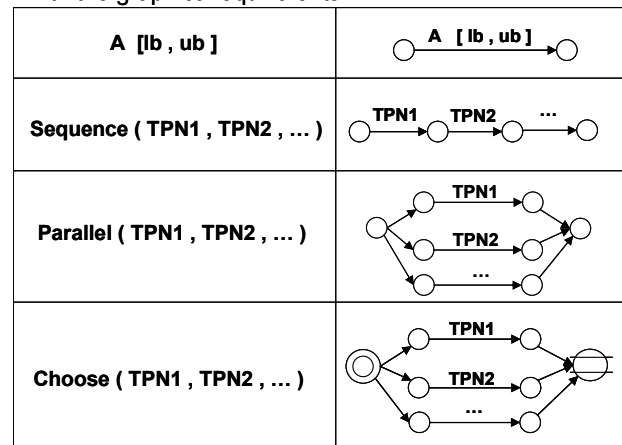 A [lb , ub ]
A [ lb , ub]
Sequence ( TPN1 , TPN2 , ... )
TPN1 TPN2 ...
Parallel ( TPN1 , TPN2 , ... )
TPN1
TPN2
...
Choose ( TPN1 , TPN2 , ... )
TPN1
TPN2
...